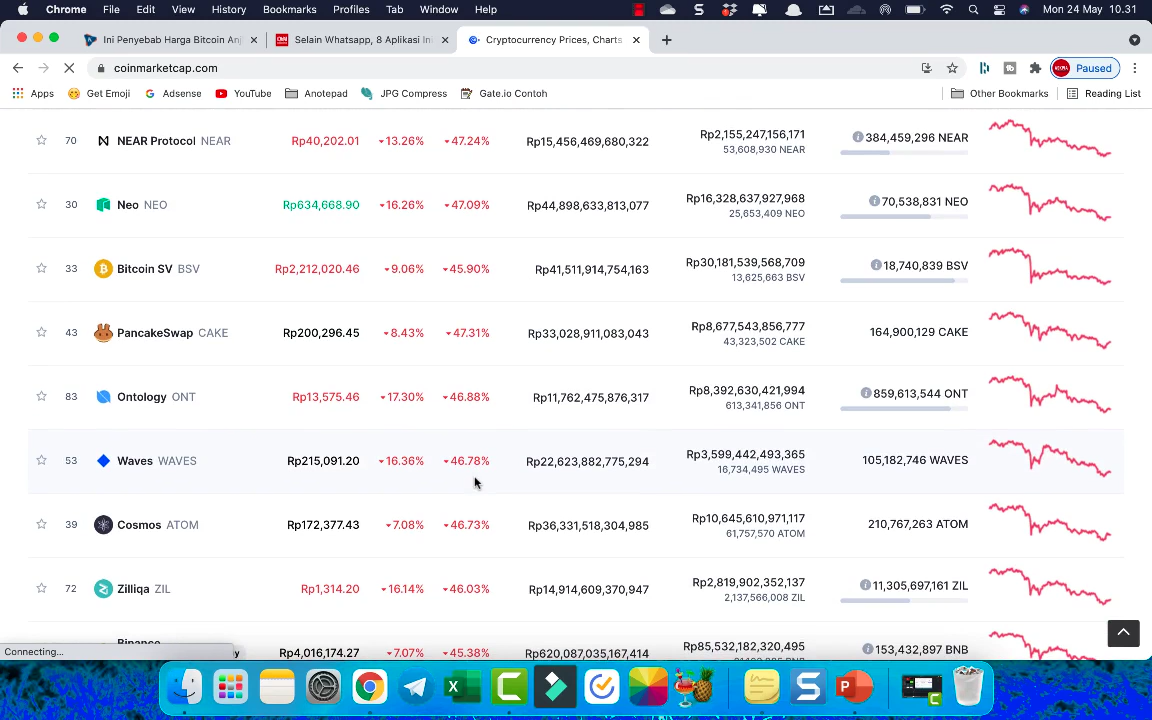 Chrome File Edit View History Bookmarks Profiles Tab Window Help Mon 24 May 10.31
Ini Penyebab Harga Bitcoin Anj Selain Whatsapp, 8 Aplikasi Ini Cryptocurrency Prices, Charts
coinmarketcap.com Paused
Apps Get Emoji Adsense YouTube Anotepad JPG Compress Gate.io Contoh Other Bookmarks Reading List
70 NEAR Protocol NEAR Rp40,202.01 13.26% 47.24% Rp15,456,469,680,322 Rp2,155,247,156,171 384,459,296 NEAR
53,608,930 NEAR
30 Neo NEO Rp634,668.90 16.26% 47.09% Rp44,898,633,813,077 Rp16,328,637,927,968 70,538,831 NEO
25,653,409 NEO
33 Bitcoin SV BSV Rp2,212,020.46 9.06% 45.90% Rp41,511,914,754,163 Rp30,181,539,568,709 18,740,839 BSV
13,625,663 BSV
43 PancakeSwap CAKE Rp200,296.45 8.43% 47.31% Rp33,028,911,083,043 Rp8,677,543,856,777 164,900,129 CAKE
43,323,502 CAKE
83 Ontology ONT Rp13,575.46 17.30% 46.88% Rp11,762,475,876,317 Rp8,392,630,421,994 859,613,544 ONT
613,341,856 ONT
53 Waves WAVES Rp215,091.20 16.36% 46.78% Rp22,623,882,775,294 Rp3,599,442,493,365 105,182,746 WAVES
16,734,495 WAVES
39 Cosmos ATOM Rp172,377.43 7.08% 46.73% Rp36,331,518,304,985 Rp10,645,610,971,117 210,767,263 ATOM
61,757,570 ATOM
72 Zilliqa ZIL Rp1,314.20 16.14% 46.03% Rp14,914,609,370,947 Rp2,819,902,352,137 11,305,697,161 ZIL
2,137,566,008 ZIL
Binance Rp4,016,174.27 7.07% 45.38% Rp620,087,035,167,414 Rp85,532,182,320,495 153,432,897 BNB
Connecting...